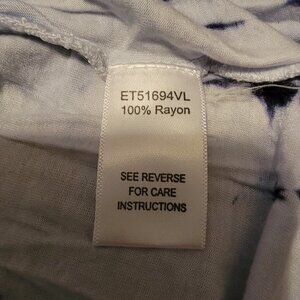 ET51694VL
100% Rayon
SEE REVERSE
FOR CARE
INSTRUCTIONS